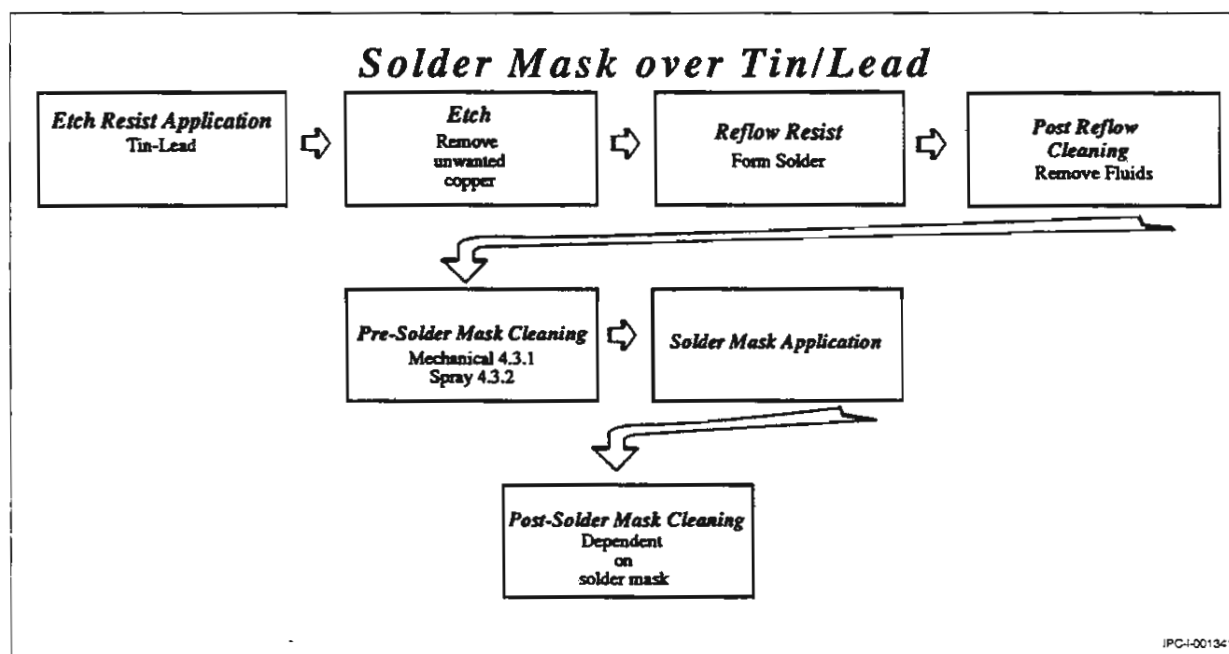 Solder Mask over Tin/Lead
Etch Resist Application
Tin-Lead
Etch
Remove
unwanted
copper
Reflow Resist
Form Solder
Post Reflow
Cleaning
Remove Fluids
Pre-Solder Mask Cleaning
Mechanical 4.3.1
Spray 4.3.2
Solder Mask Application
Post-Solder Mask Cleaning
Dependent
on
solder mask
IPC-I-001341